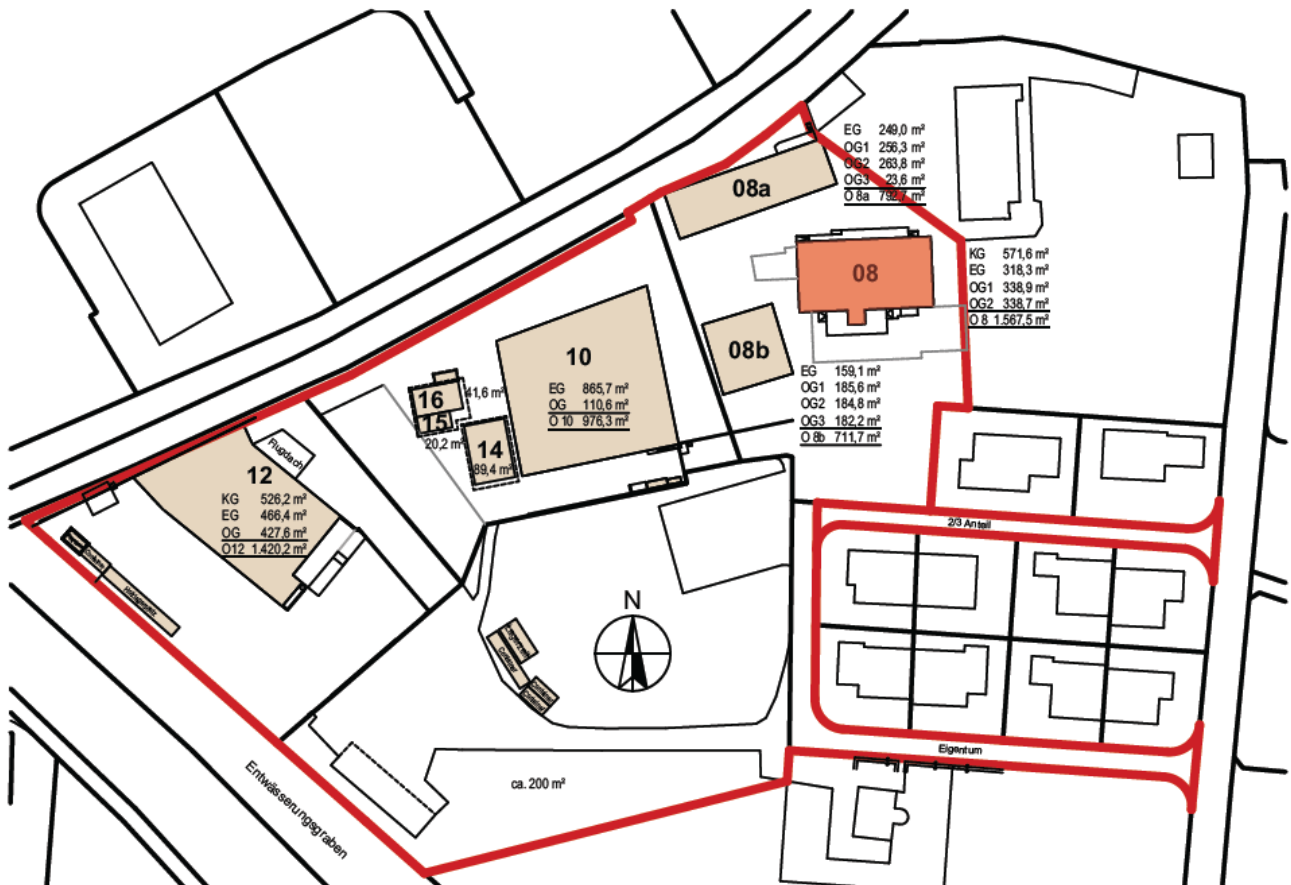 EG 249,0 m²
OG1 256,3 m²
OG2 263,8 m²
OG3 23,6 m²
O 8a 792,7 m²
08a
08
KG 571,6 m²
EG 318,3 m²
OG1 338,9 m²
OG2 338,7 m²
O 8 1.567,5 m²
08b
EG 159,1 m²
OG1 185,6 m²
OG2 184,8 m²
OG3 182,2 m²
O 8b 711,7 m²
10
EG 865,7 m²
OG 110,6 m²
O 10 976,3 m²
16
41,6 m²
15
20,2 m²
14
89,4 m²
Flugdach
12
KG 526,2 m²
EG 466,4 m²
OG 427,6 m²
O12 1.420,2 m²
2/3 Anteil
N
Container
Container
Container
Eigentum
ca. 200 m²
Entwässerungsgraben